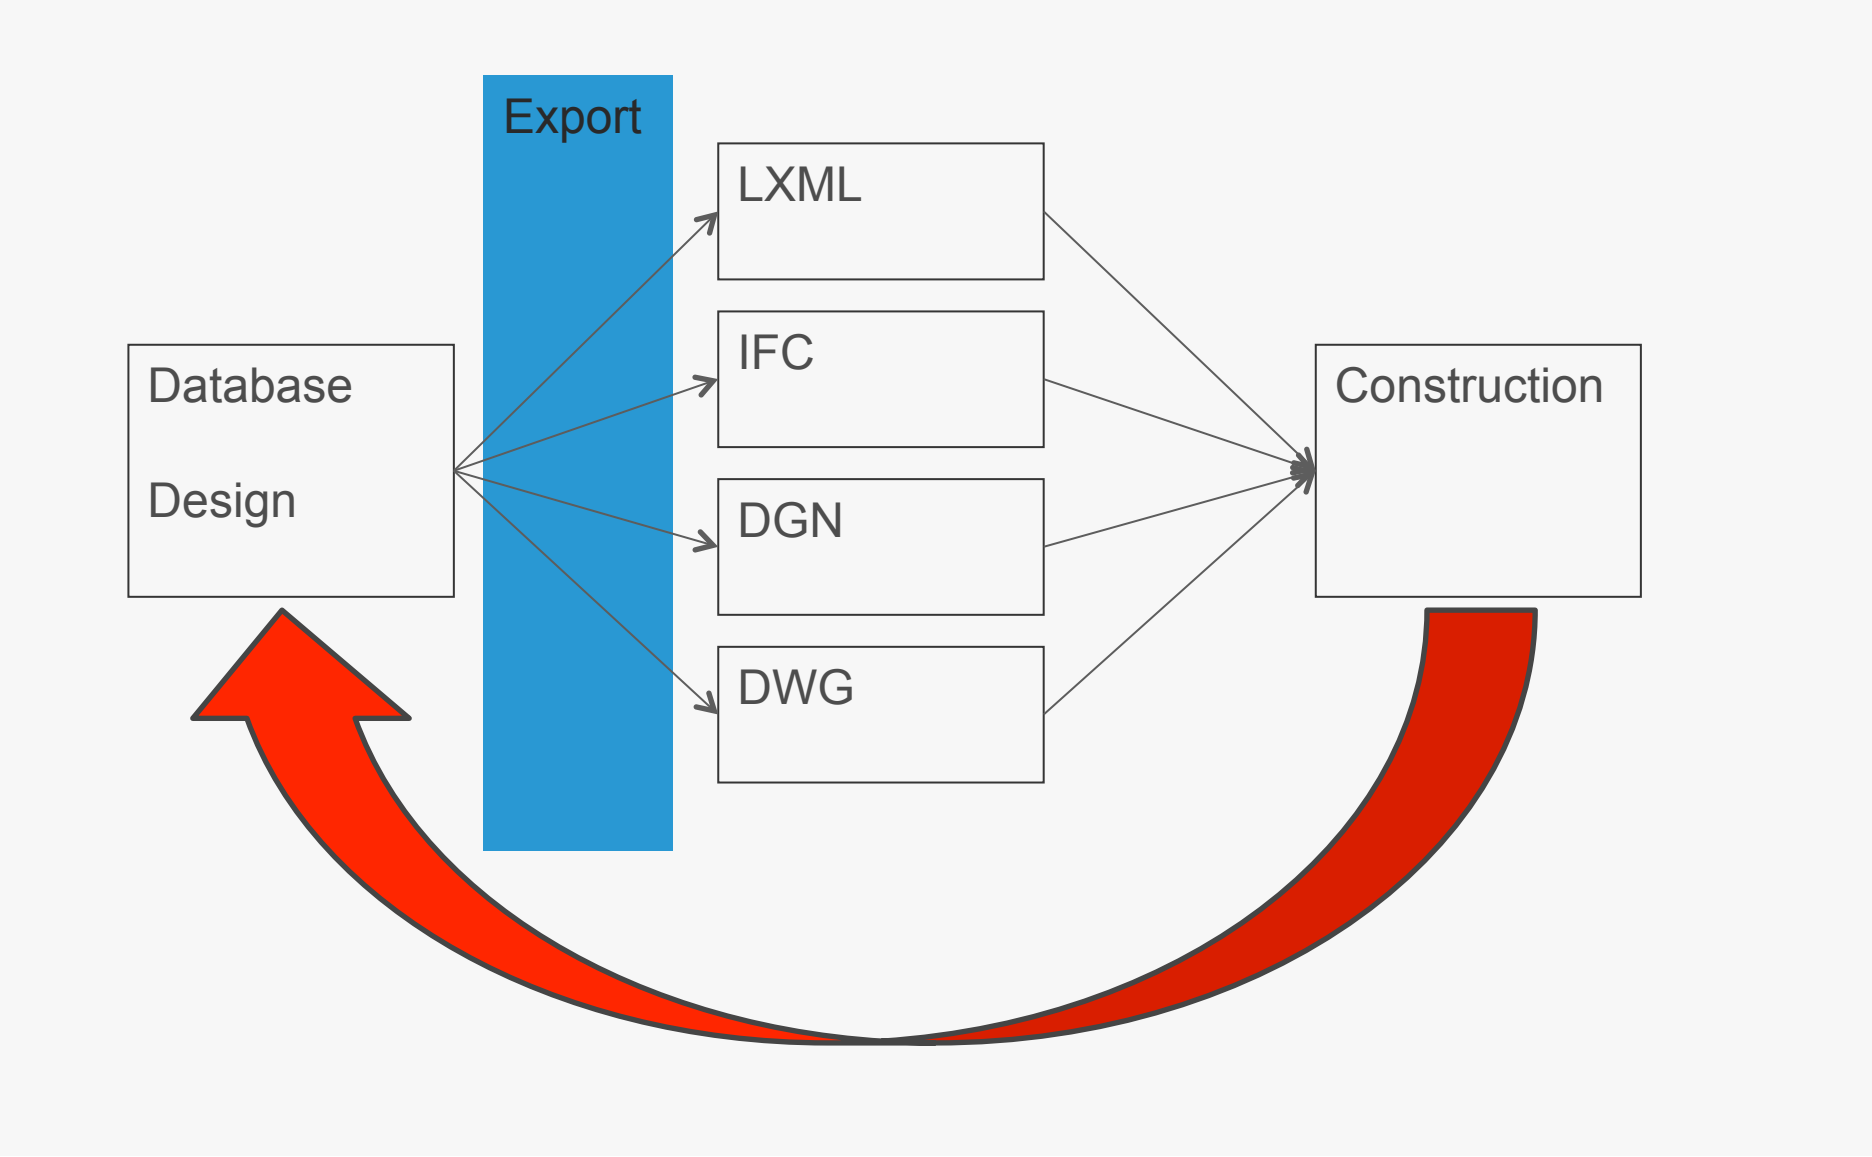 Export
LXML
IFC
DGN
DWG
Database
Design
Construction